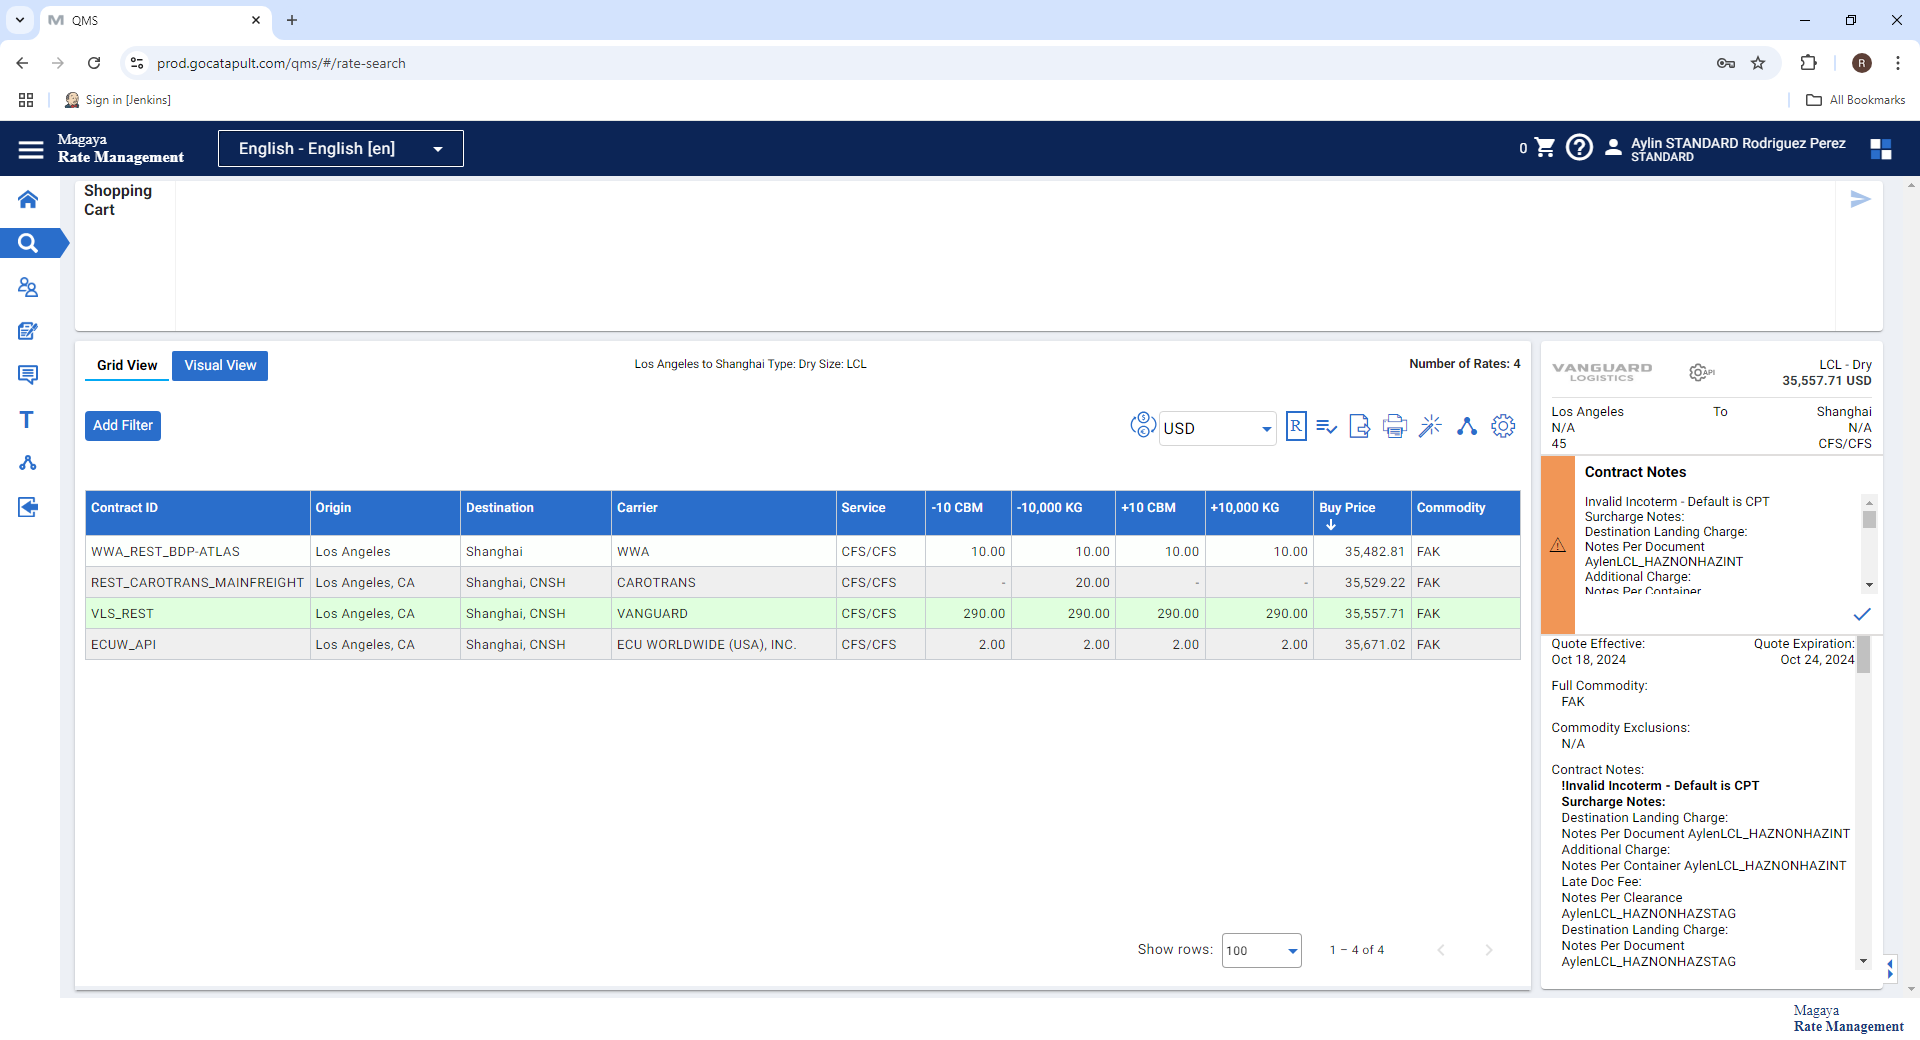 QMS
prod.gocatapult.com/qms/#/rate-search
R
Sign in [Jenkins]
All Bookmarks
Magaya
Rate Management
English - English [en]
0
Aylin STANDARD Rodriguez Perez
STANDARD
Shopping
Cart
T
Grid View
Visual View
Los Angeles to Shanghai Type: Dry Size: LCL
Number of Rates: 4
Add Filter
USD
R
Contract ID Origin Destination Carrier Service -10 CBM -10,000 KG +10 CBM +10,000 KG Buy Price Commodity
WWA_REST_BDP-ATLAS Los Angeles Shanghai WWA CFS/CFS 10.00 10.00 10.00 10.00 35,482.81 FAK
REST_CAROTRANS_MAINFREIGHT Los Angeles, CA Shanghai, CNSH CAROTRANS CFS/CFS - 20.00 - - 35,529.22 FAK
VLS_REST Los Angeles, CA Shanghai, CNSH VANGUARD CFS/CFS 290.00 290.00 290.00 290.00 35,557.71 FAK
ECUW_API Los Angeles, CA Shanghai, CNSH ECU WORLDWIDE (USA), INC. CFS/CFS 2.00 2.00 2.00 2.00 35,671.02 FAK
Show rows: 100 1 – 4 of 4
VANGUARD
LOGISTICS
API
LCL - Dry
35,557.71 USD
Los Angeles To Shanghai
N/A N/A
45 CFS/CFS
Contract Notes
Invalid Incoterm - Default is CPT
Surcharge Notes:
Destination Landing Charge:
Notes Per Document
AylenLCL_HAZNONHAZINT
Additional Charge:
Notes Per Container
Quote Effective: Quote Expiration:
Oct 18, 2024 Oct 24, 2024
Full Commodity:
FAK
Commodity Exclusions:
N/A
Contract Notes:
!Invalid Incoterm - Default is CPT
Surcharge Notes:
Destination Landing Charge:
Notes Per Document AylenLCL_HAZNONHAZINT
Additional Charge:
Notes Per Container AylenLCL_HAZNONHAZINT
Late Doc Fee:
Notes Per Clearance
AylenLCL_HAZNONHAZSTAG
Destination Landing Charge:
Notes Per Document
AylenLCL_HAZNONHAZSTAG
Magaya
Rate Management